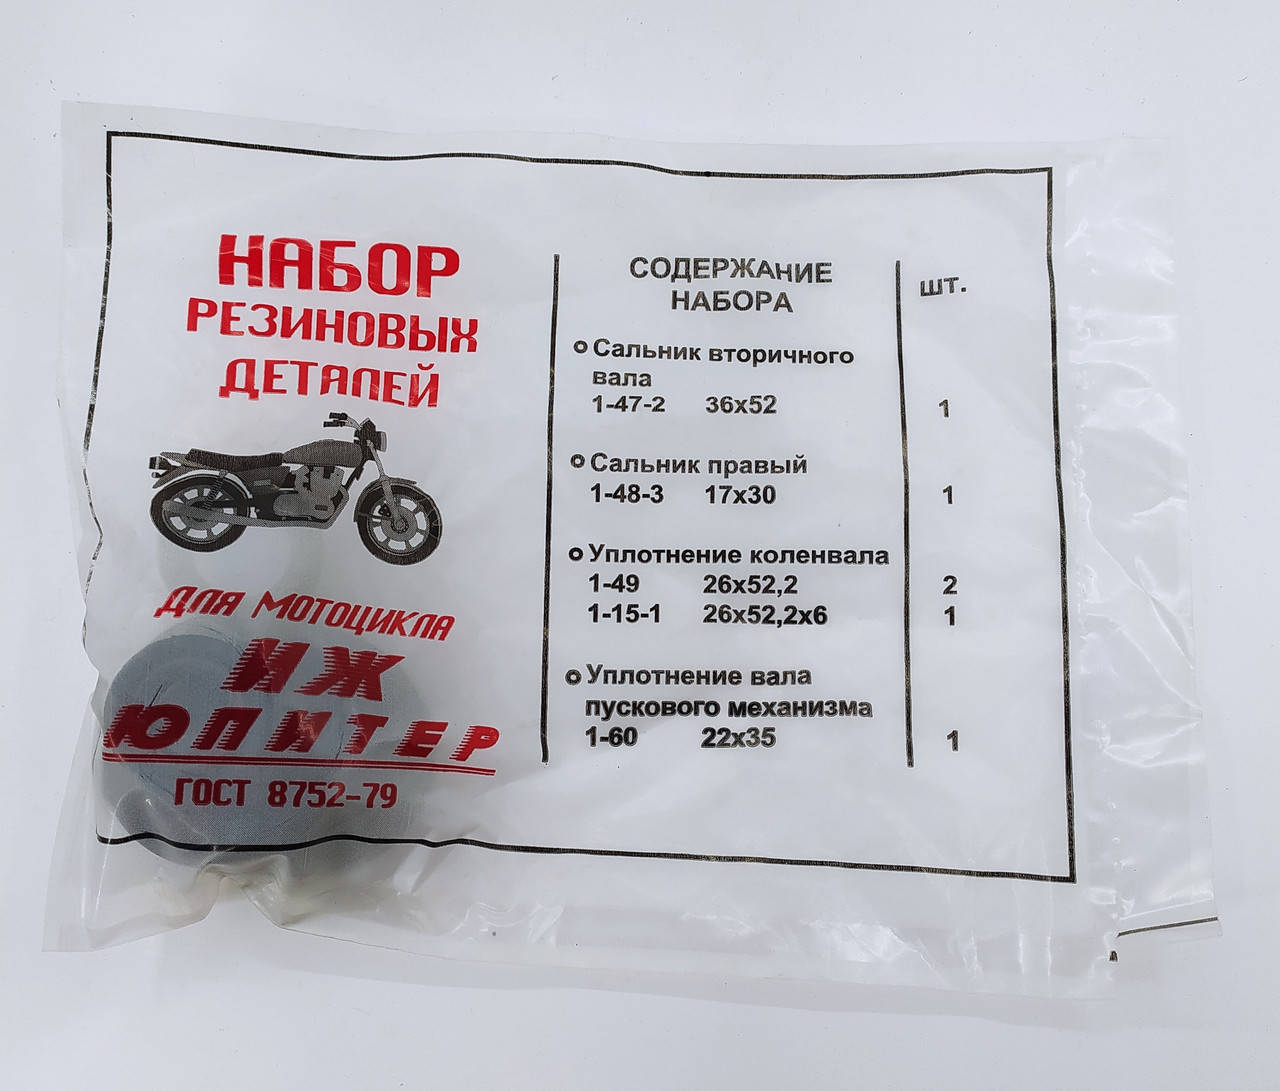 НАБОР
РЕЗИНОВЫХ
ДЕТАЛЕЙ
ДЛЯ МОТОЦИКЛА
ИЖ
ЮПИТЕР
ГОСТ 8752-79
СОДЕРЖАНИЕ
НАБОРА
шт.
Сальник вторичного
вала
1-47-2 36х52 1
Сальник правый
1-48-3 17х30 1
Уплотнение коленвала
1-49 26х52,2 2
1-15-1 26х52,2х6 1
Уплотнение вала
пускового механизма
1-60 22х35 1